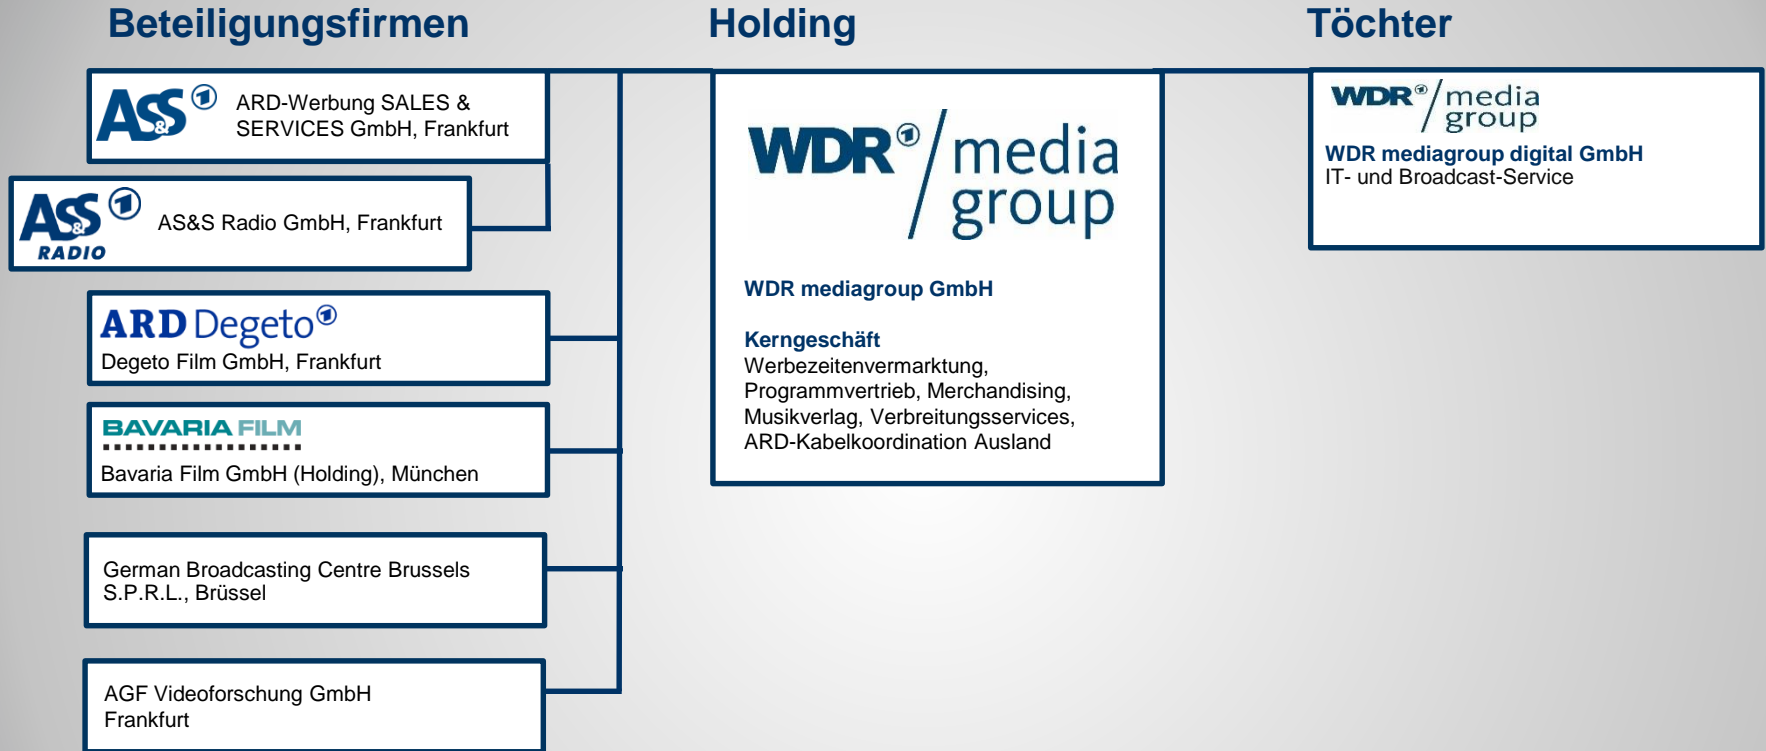 Beteiligungsfirmen
Holding
Töchter
AS&S
ARD-Werbung SALES &
SERVICES GmbH, Frankfurt
AS&S
RADIO
AS&S Radio GmbH, Frankfurt
ARD Degeto
Degeto Film GmbH, Frankfurt
BAVARIA FILM
Bavaria Film GmbH (Holding), München
German Broadcasting Centre Brussels
S.P.R.L., Brüssel
AGF Videoforschung GmbH
Frankfurt
WDR®/media
group
WDR mediagroup GmbH
Kerngeschäft
Werbezeitenvermarktung,
Programmvertrieb, Merchandising,
Musikverlag, Verbreitungsservices,
ARD-Kabelkoordination Ausland
WDR®/media
group
WDR mediagroup digital GmbH
IT- und Broadcast-Service